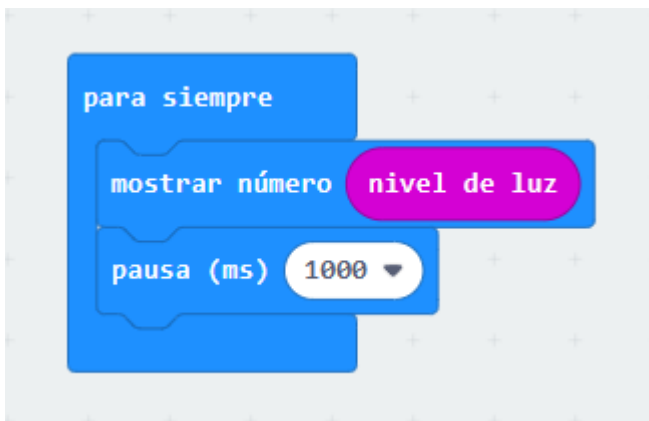 para siempre
mostrar número nivel de luz
pausa (ms) 1000